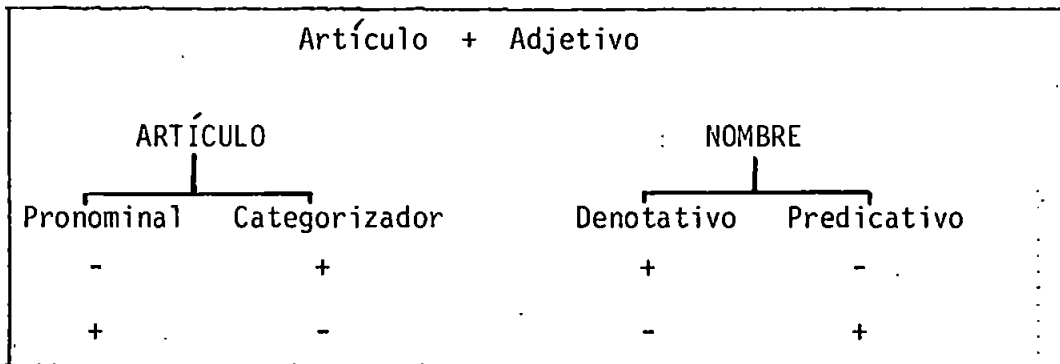 Artículo + Adjetivo
ARTÍCULO NOMBRE
Pronominal Categorizador Denotativo Predicativo
- + + -
+ - - +